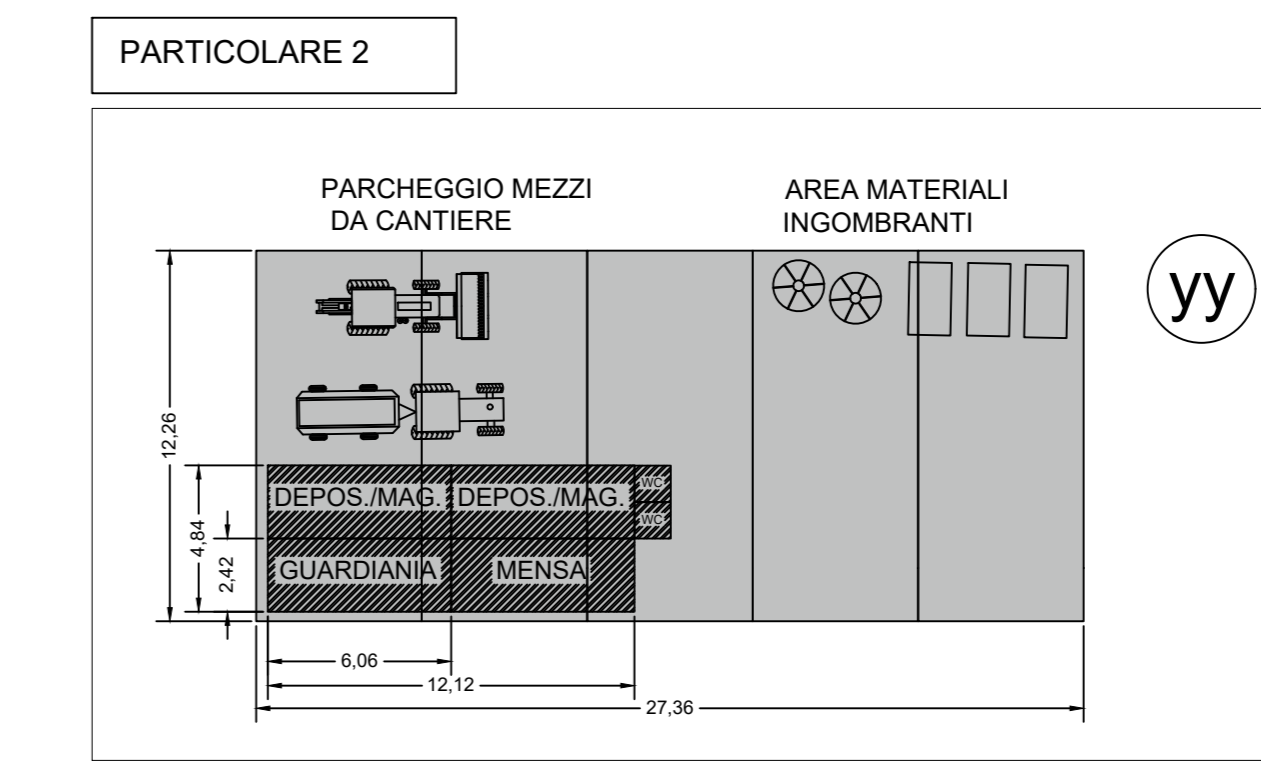 PARTICOLARE 2
PARCHEGGIO MEZZI
DA CANTIERE
AREA MATERIALI
INGOMBRANTI
yy
12,26
4,84
2,42
DEPOS./MAG.
DEPOS./MAG.
WC
WC
GUARDIANIA
MENSA
6,06
12,12
27,36